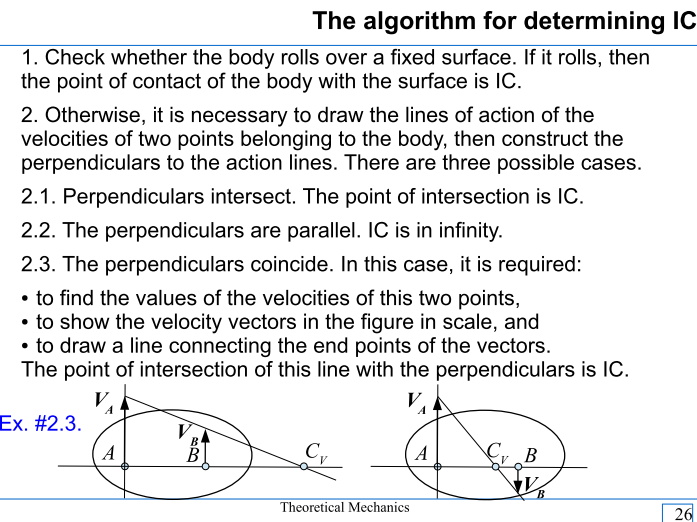 The algorithm for determining IC
1. Check whether the body rolls over a fixed surface. If it rolls, then
the point of contact of the body with the surface is IC.
2. Otherwise, it is necessary to draw the lines of action of the
velocities of two points belonging to the body, then construct the
perpendiculars to the action lines. There are three possible cases.
2.1. Perpendiculars intersect. The point of intersection is IC.
2.2. The perpendiculars are parallel. IC is in infinity.
2.3. The perpendiculars coincide. In this case, it is required:
• to find the values of the velocities of this two points,
• to show the velocity vectors in the figure in scale, and
• to draw a line connecting the end points of the vectors.
The point of intersection of this line with the perpendiculars is IC.
Ex. #2.3.
V_A
V_B
A
B
C_V
V_A
A
C_V
B
V_B
Theoretical Mechanics
26